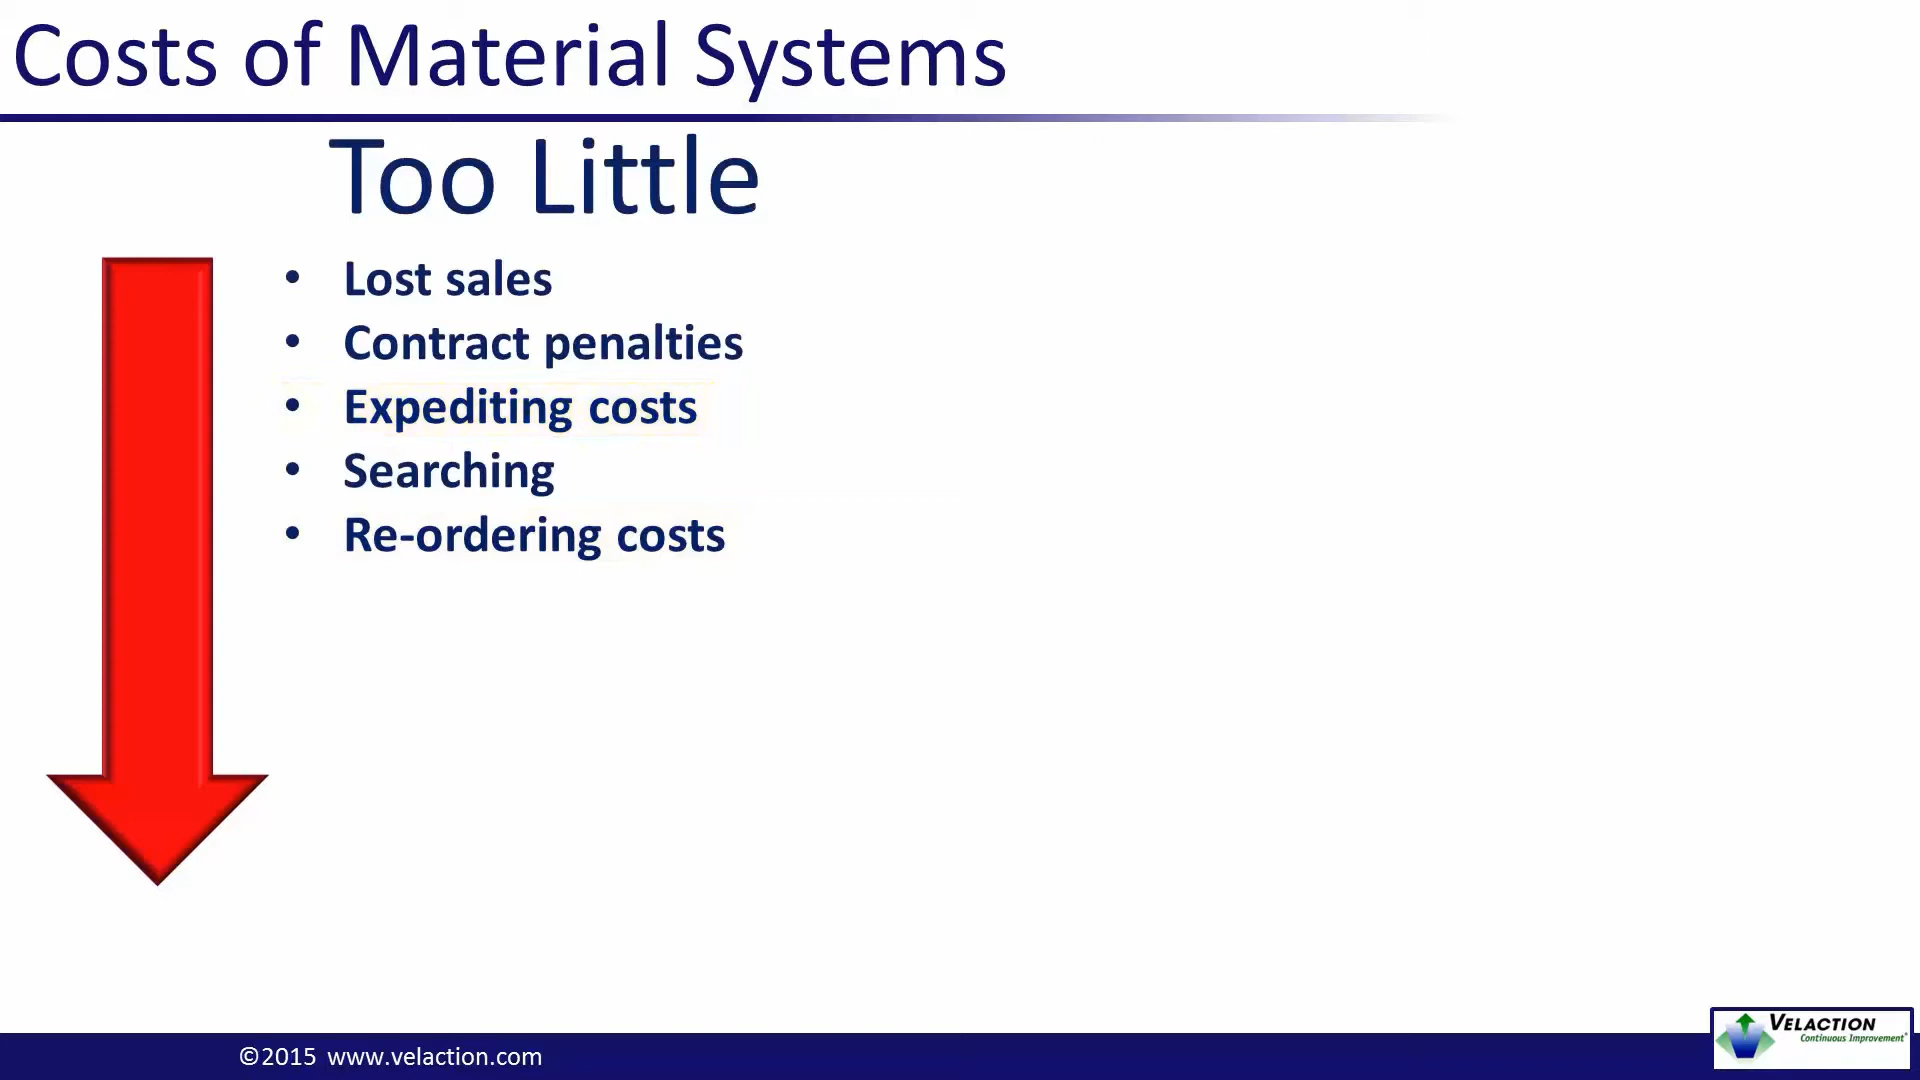 Costs of Material Systems
Too Little
• Lost sales
• Contract penalties
• Expediting costs
• Searching
• Re-ordering costs
©2015 www.velaction.com
VELACTION
Continuous Improvement®